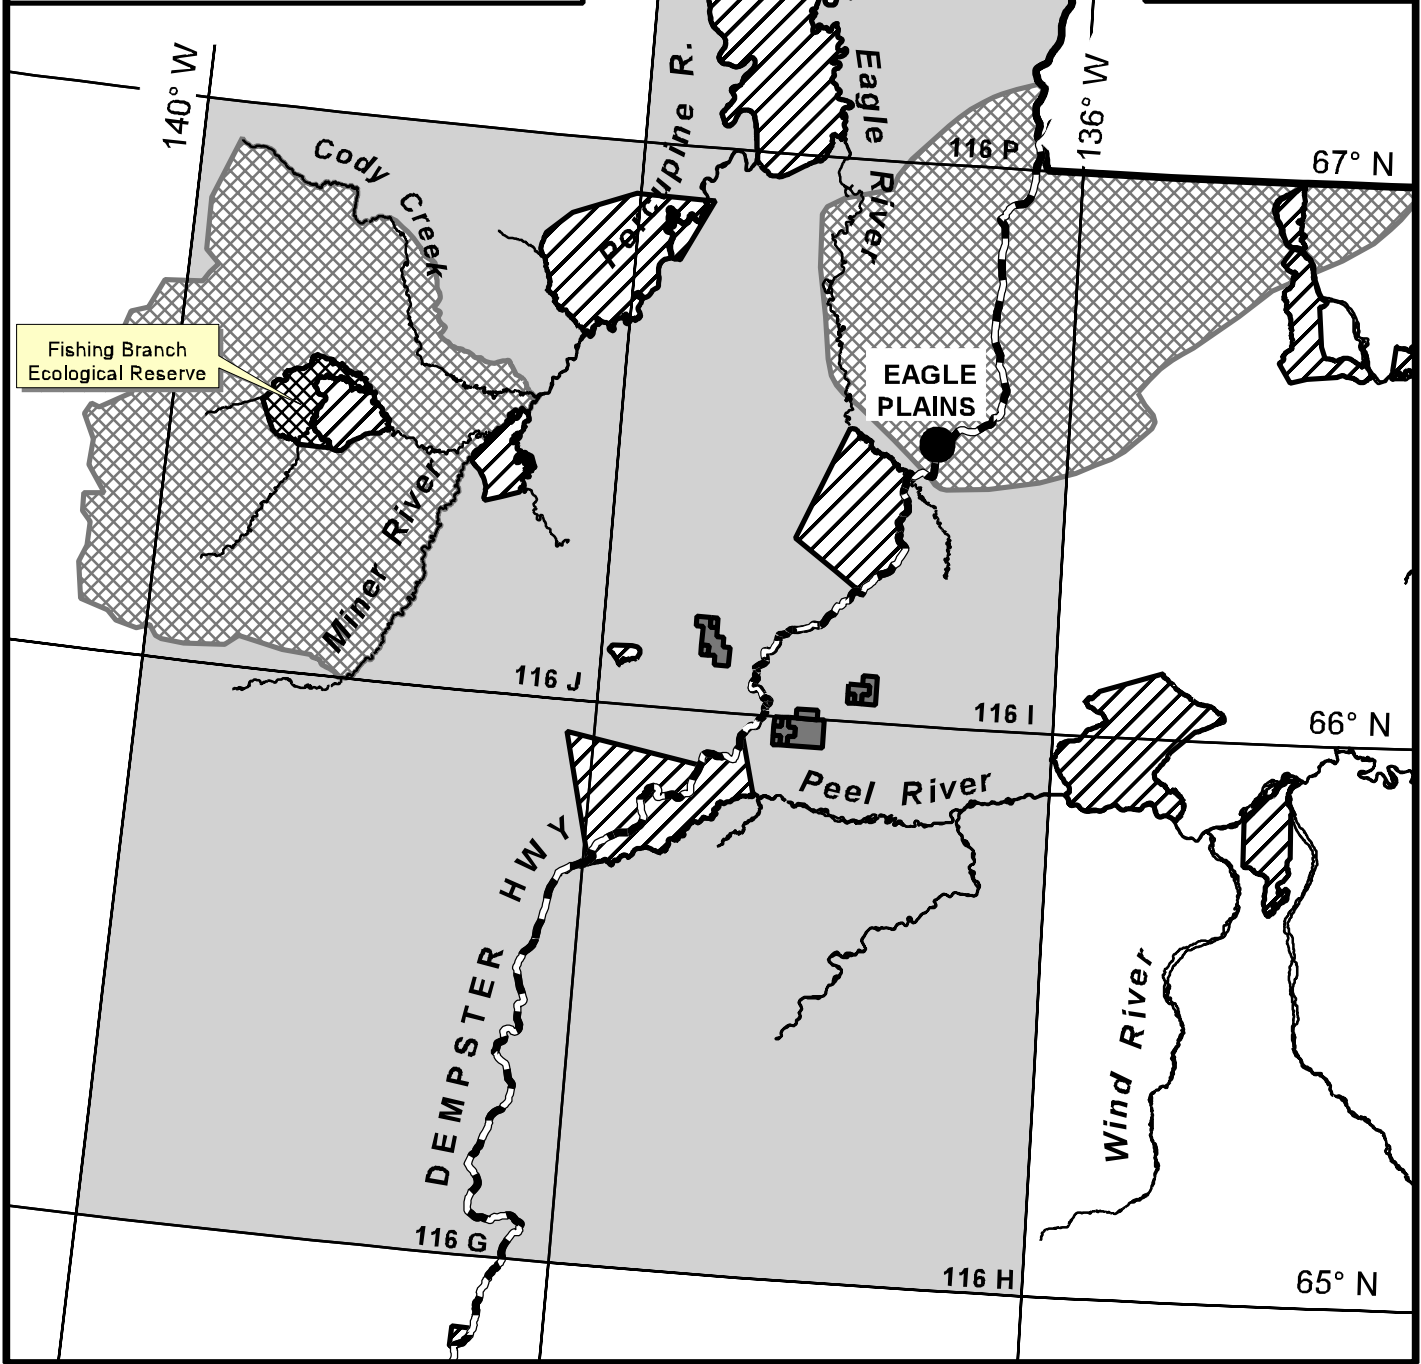 140° W
Cody Creek
Porcupine R.
Eagle River
136° W
116 P
67° N
Fishing Branch
Ecological Reserve
EAGLE
PLAINS
Miner River
116 J
116 I
66° N
Peel River
DEMPSTER HWY
Wind River
116 G
116 H
65° N